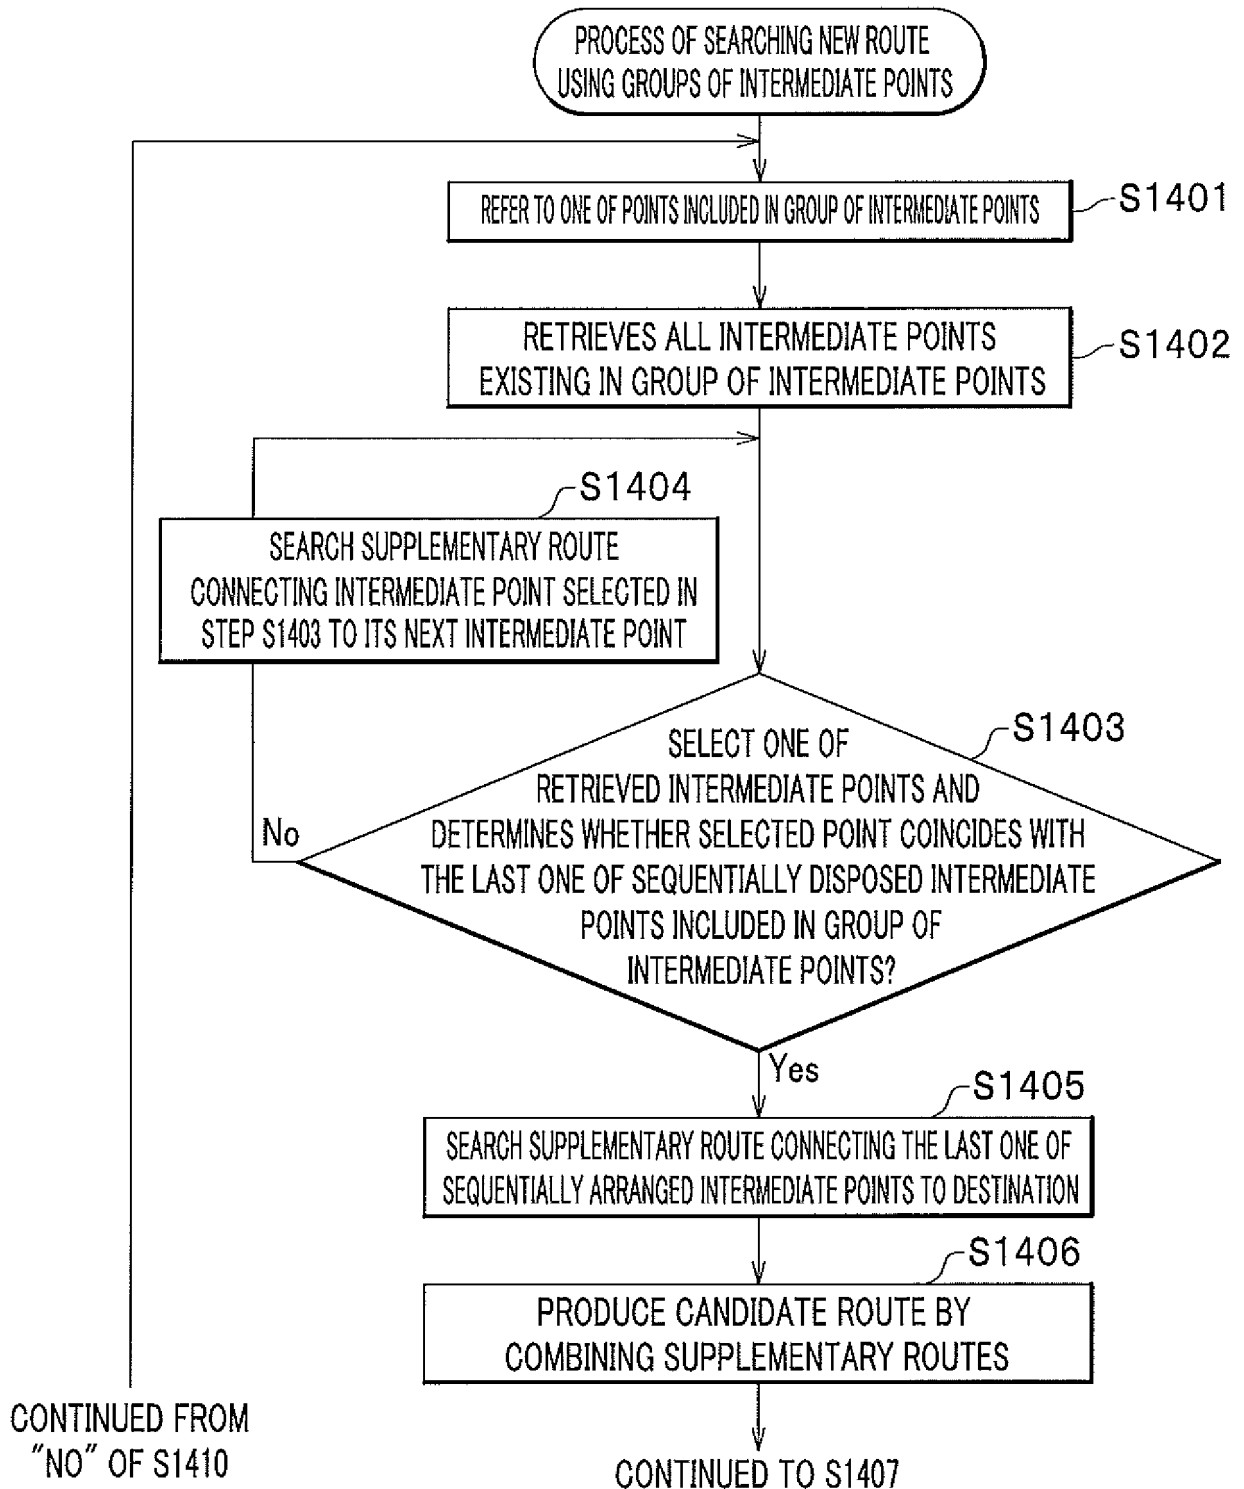 PROCESS OF SEARCHING NEW ROUTE
USING GROUPS OF INTERMEDIATE POINTS
REFER TO ONE OF POINTS INCLUDED IN GROUP OF INTERMEDIATE POINTS
S1401
RETRIEVES ALL INTERMEDIATE POINTS
EXISTING IN GROUP OF INTERMEDIATE POINTS
S1402
S1404
SEARCH SUPPLEMENTARY ROUTE
CONNECTING INTERMEDIATE POINT SELECTED IN
STEP S1403 TO ITS NEXT INTERMEDIATE POINT
S1403
SELECT ONE OF
RETRIEVED INTERMEDIATE POINTS AND
DETERMINES WHETHER SELECTED POINT COINCIDES WITH
THE LAST ONE OF SEQUENTIALLY DISPOSED INTERMEDIATE
POINTS INCLUDED IN GROUP OF
INTERMEDIATE POINTS?
No
Yes
S1405
SEARCH SUPPLEMENTARY ROUTE CONNECTING THE LAST ONE OF
SEQUENTIALLY ARRANGED INTERMEDIATE POINTS TO DESTINATION
S1406
PRODUCE CANDIDATE ROUTE BY
COMBINING SUPPLEMENTARY ROUTES
CONTINUED FROM
"NO" OF S1410
CONTINUED TO S1407